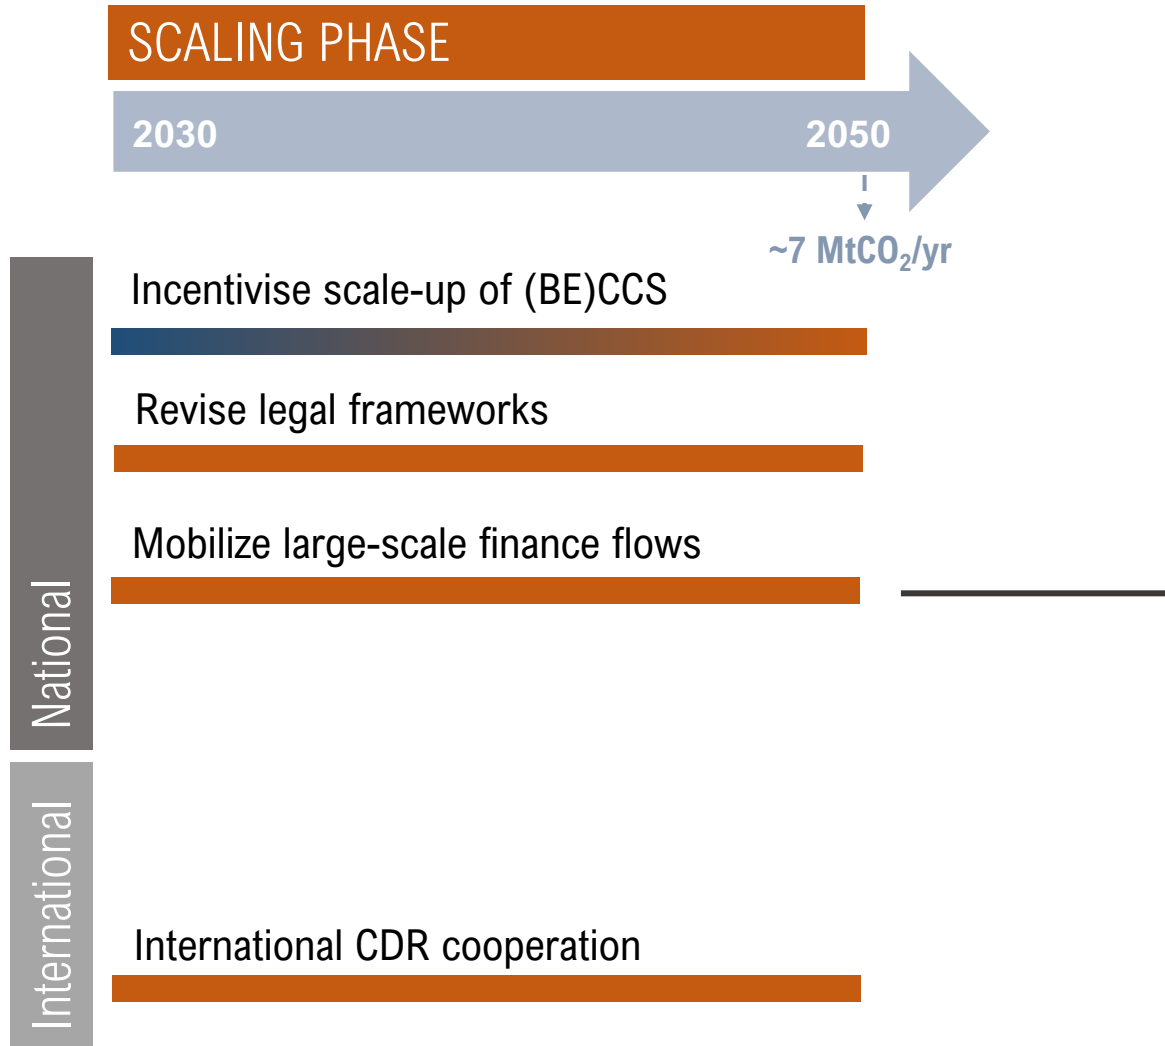 SCALING PHASE
2030
2050
~7 MtCO₂/yr
Incentivise scale-up of (BE)CCS
Revise legal frameworks
Mobilize large-scale finance flows
National
International CDR cooperation
International